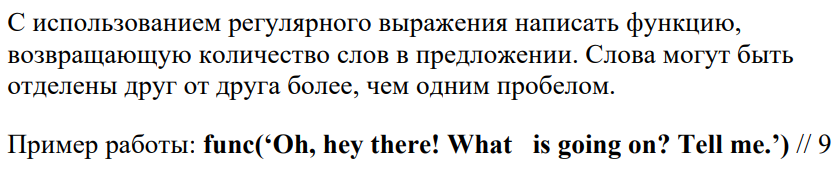 С использованием регулярного выражения написать функцию,
возвращающую количество слов в предложении. Слова могут быть
отделены друг от друга более, чем одним пробелом.
Пример работы: func(‘Oh, hey there! What   is going on? Tell me.’) // 9